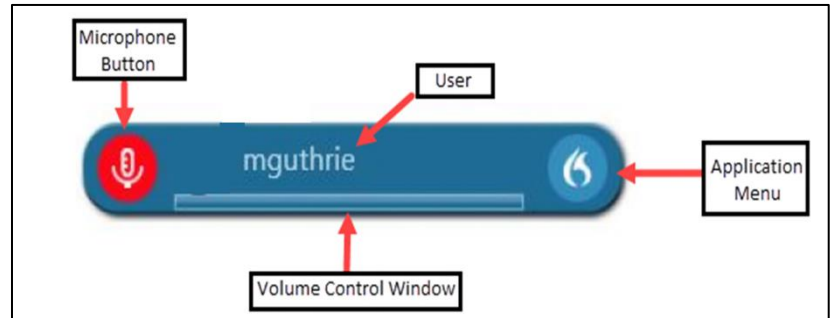 Microphone
Button
User
mguthrie
Application
Menu
Volume Control Window